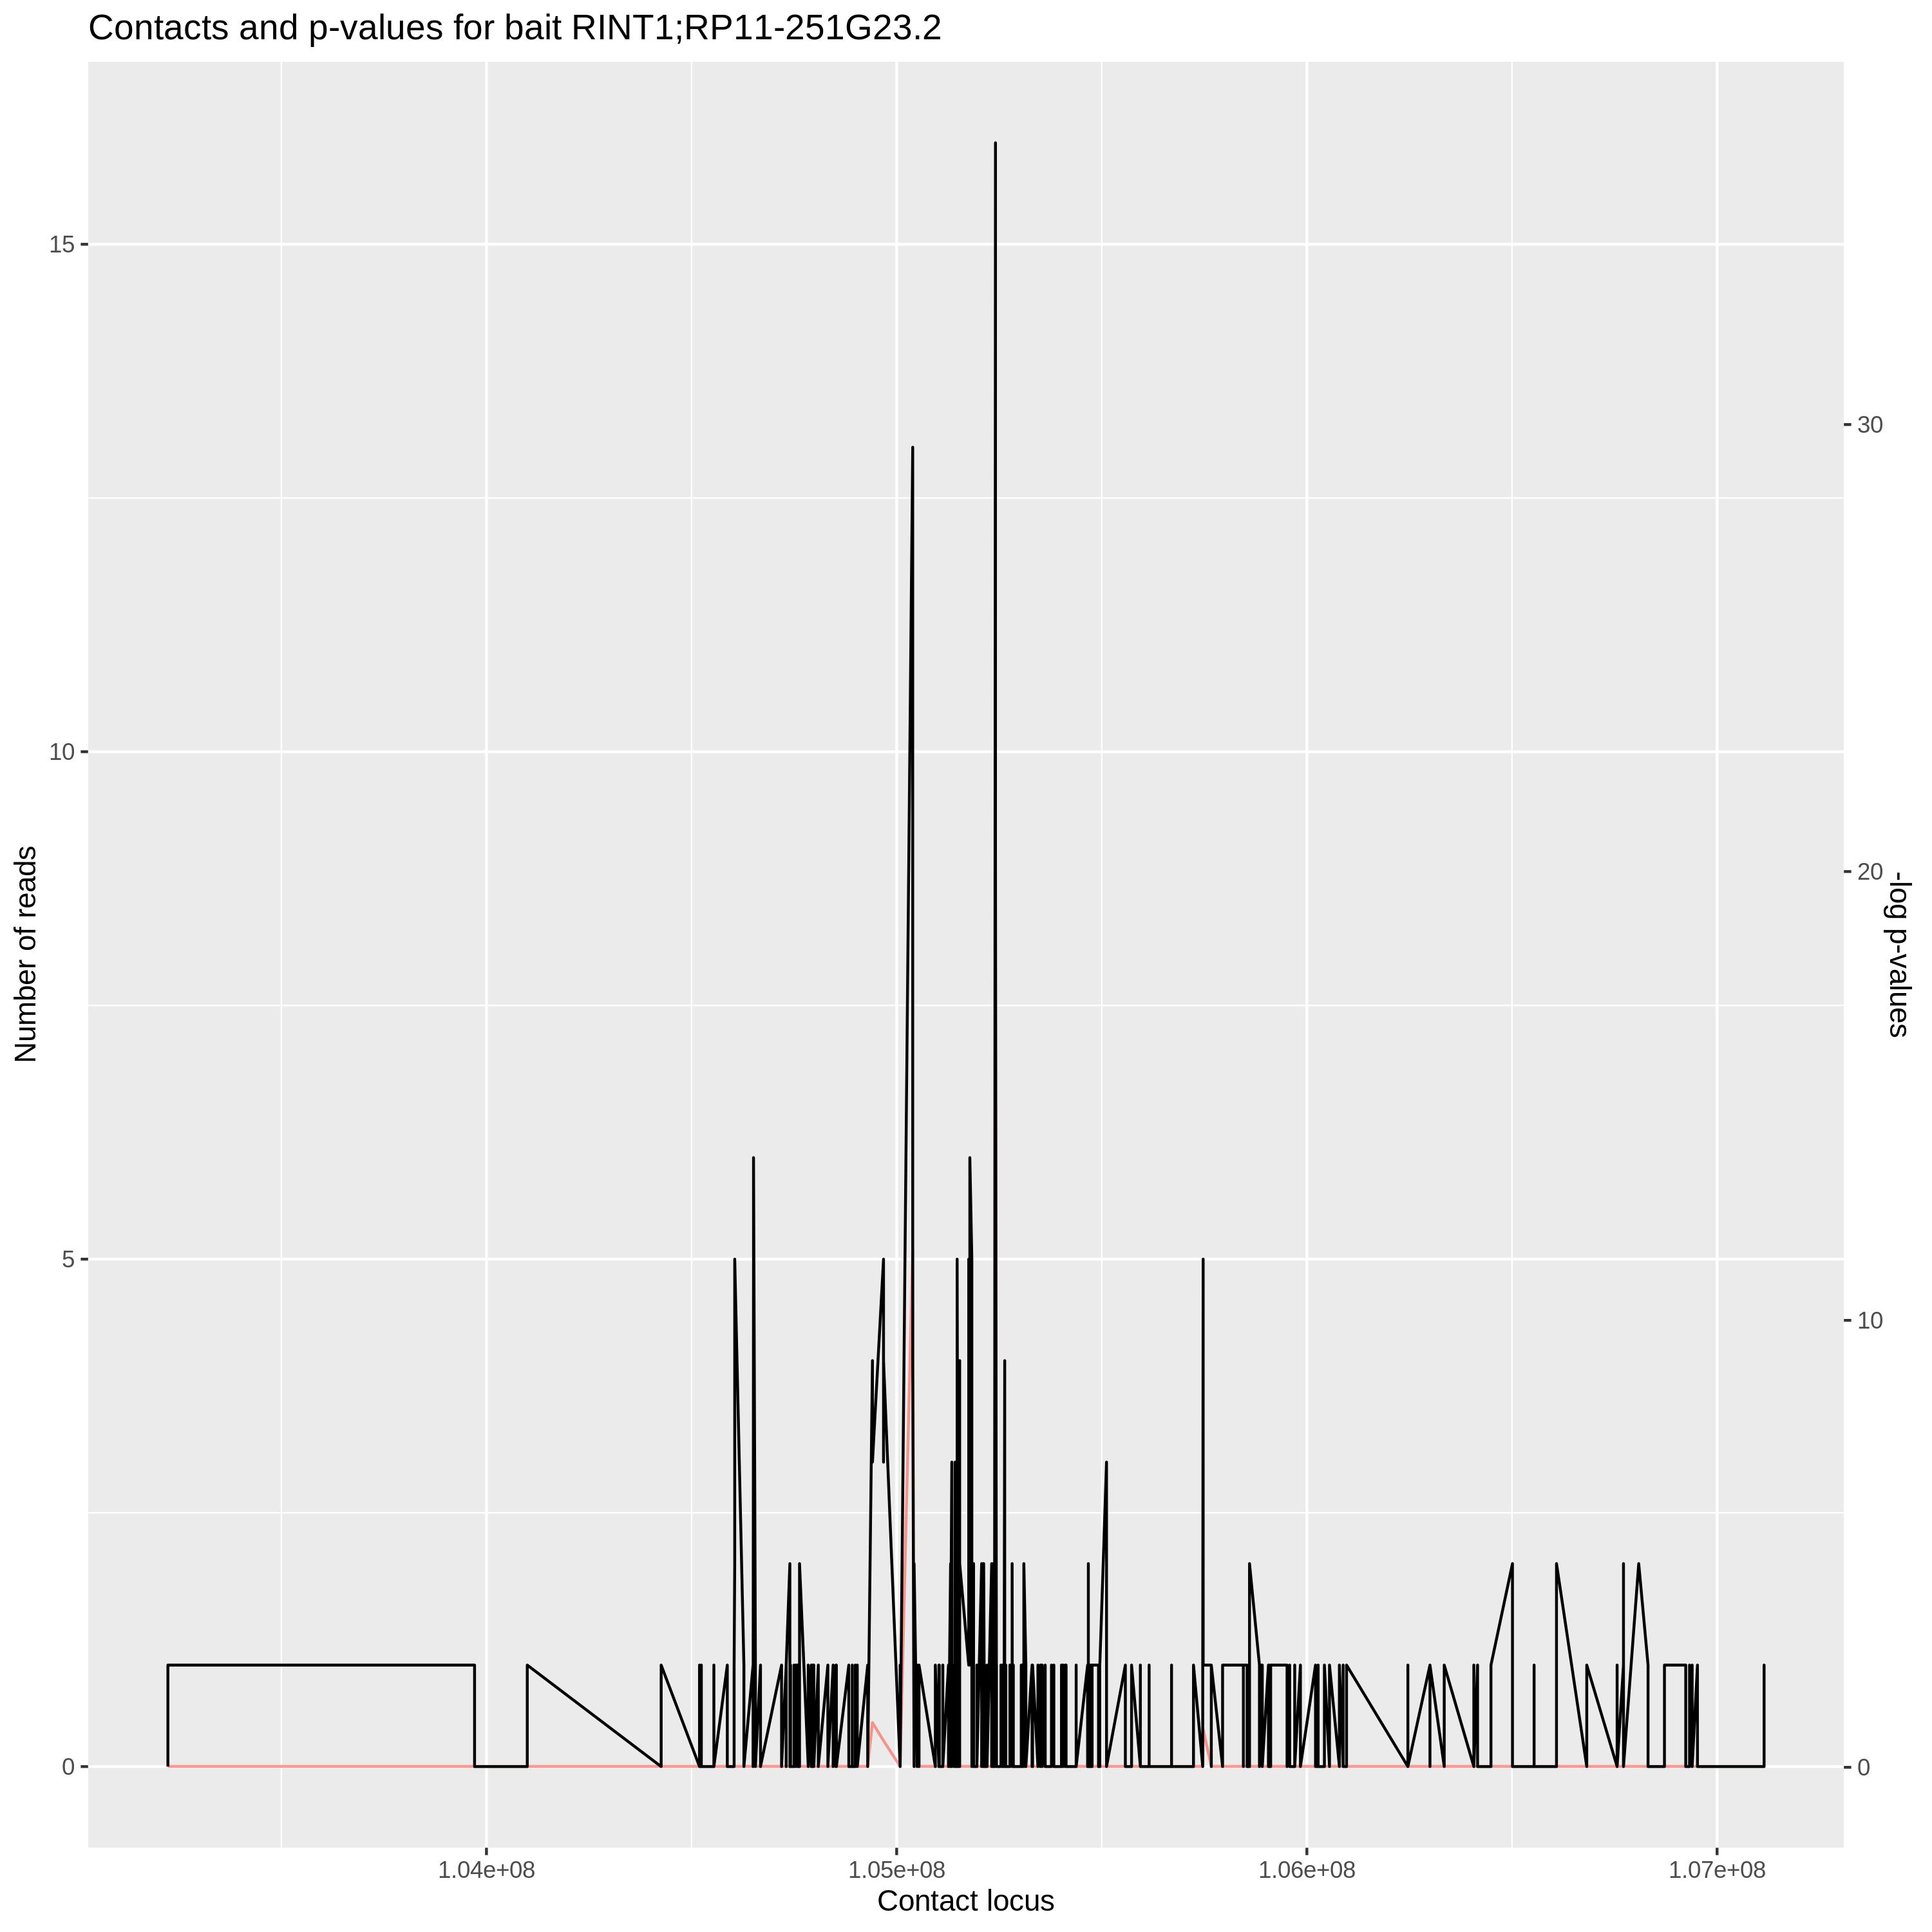 Contacts and p-values for bait RINT1;RP11-251G23.2
15
10
5
0
Number of reads
30
20
10
0
-log p-values
1.04e+08 1.05e+08 1.06e+08 1.07e+08
Contact locus